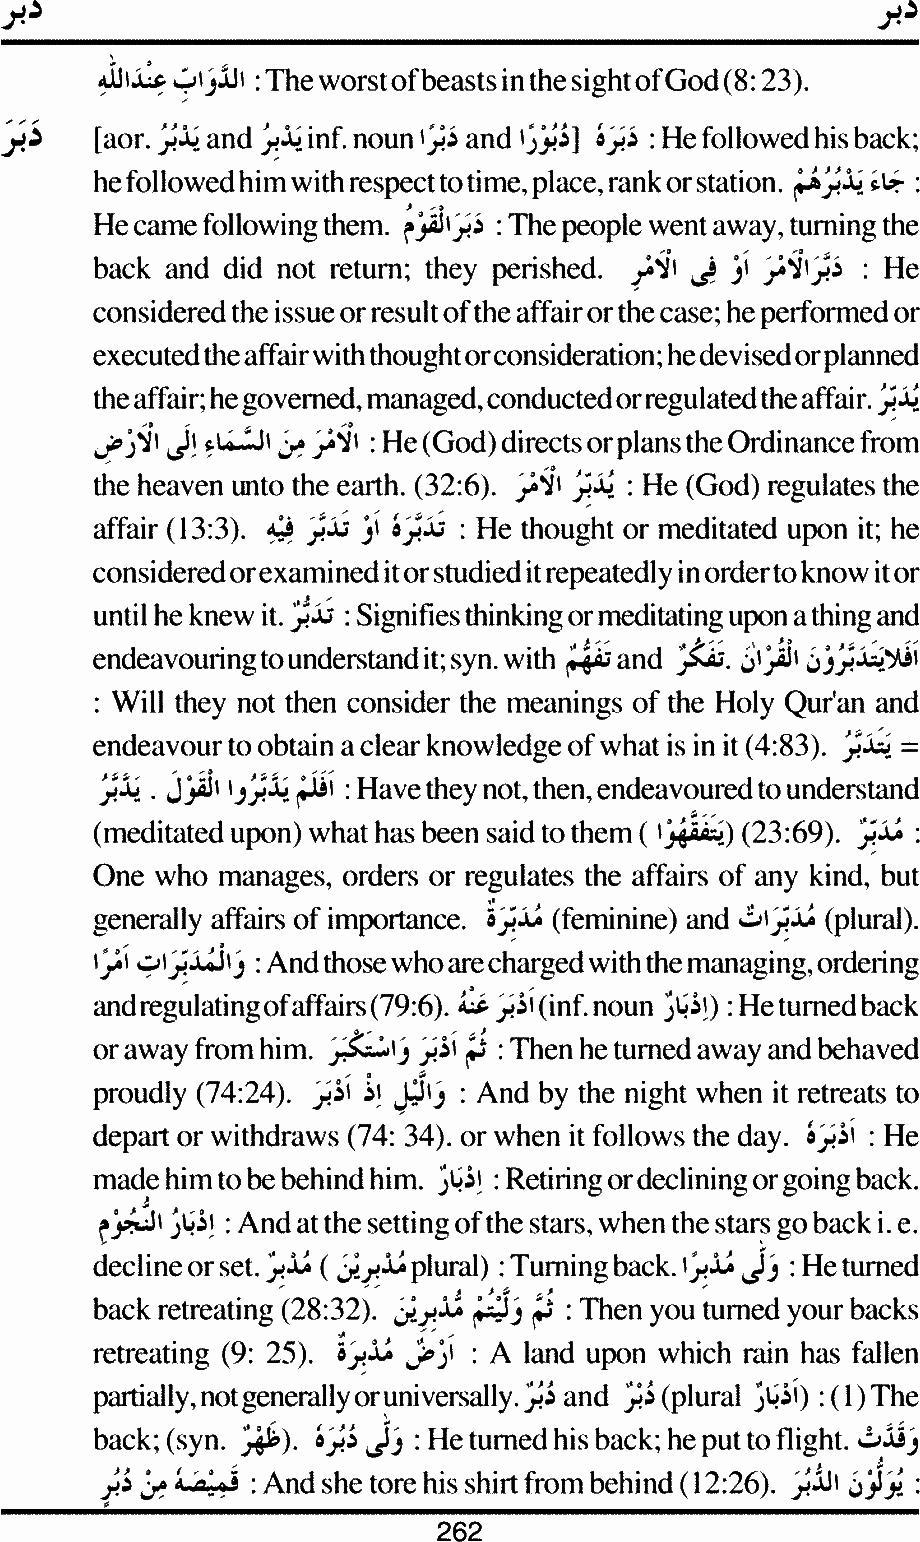 دبر دبر
الدَّوَابِّ عِنْدَاللّٰهِ : The worst of beasts in the sight of God (8: 23).
دَبَرَ [aor. يَدْبُرُ and يَدْبِرُ inf. noun دَبْرًا and دُبُوْرًا] دَبَرَهٗ : He followed his back;
he followed him with respect to time, place, rank or station. جَاءَ يَدْبُرُهُمْ :
He came following them. دَبَرَالْقَوْمُ : The people went away, turning the
back and did not return; they perished. دَبَّرَالْاَمْرَ اَوْ فِى الْاَمْرِ : He
considered the issue or result of the affair or the case; he performed or
executed the affair with thought or consideration; he devised or planned
the affair; he governed, managed, conducted or regulated the affair. يُدَبِّرُ
الْاَمْرَ مِنَ السَّمَاءِ اِلَى الْاَرْضِ : He (God) directs or plans the Ordinance from
the heaven unto the earth. (32:6). يُدَبِّرُ الْاَمْرَ : He (God) regulates the
affair (13:3). تَدَبَّرَهٗ اَوْ تَدَبَّرَ فِيْهِ : He thought or meditated upon it; he
considered or examined it or studied it repeatedly in order to know it or
until he knew it. تَدَبُّرٌ : Signifies thinking or meditating upon a thing and
endeavouring to understand it; syn. with تَفَهُّمٌ and تَفَكُّرٌ. اَفَلَايَتَدَبَّرُوْنَ الْقُرْاٰنَ
: Will they not then consider the meanings of the Holy Qur'an and
endeavour to obtain a clear knowledge of what is in it (4:83). يَتَدَبَّرُ =
يَدَّبَّرُ . اَفَلَمْ يَدَّبَّرُوا الْقَوْلَ : Have they not, then, endeavoured to understand
(meditated upon) what has been said to them ( يَتَفَقَّهُوْا) (23:69). مُدَبِّرٌ :
One who manages, orders or regulates the affairs of any kind, but
generally affairs of importance. مُدَبِّرَةٌ (feminine) and مُدَبِّرَاتٌ (plural).
وَالْمُدَبِّرَاتِ اَمْرًا : And those who are charged with the managing, ordering
and regulating of affairs (79:6). اَدْبَرَ عَنْهُ (inf. noun اِدْبَارٌ) : He turned back
or away from him. ثُمَّ اَدْبَرَ وَاسْتَكْبَرَ : Then he turned away and behaved
proudly (74:24). وَالَّيْلِ اِذْ اَدْبَرَ : And by the night when it retreats to
depart or withdraws (74: 34). or when it follows the day. اَدْبَرَهٗ : He
made him to be behind him. اِدْبَارٌ : Retiring or declining or going back.
اِدْبَارُ النُّجُوْمِ : And at the setting of the stars, when the stars go back i. e.
decline or set. مُدْبِرٌ ( مُدْبِرِيْنَ plural) : Turning back. وَلّٰى مُدْبِرًا : He turned
back retreating (28:32). ثُمَّ وَلَّيْتُمْ مُدْبِرِيْنَ : Then you turned your backs
retreating (9: 25). اَرْضٌ مُدْبِرَةٌ : A land upon which rain has fallen
partially, not generally or universally. دُبُرٌ and دُبْرٌ (plural اَدْبَارٌ) : (1) The
back; (syn. ظَهْرٌ). وَلّٰى دُبُرَهٗ : He turned his back; he put to flight. وَقَدَّتْ
قَمِيْصَهٗ مِنْ دُبُرٍ : And she tore his shirt from behind (12:26). يُوَلُّوْنَ الدُّبُرَ :
262